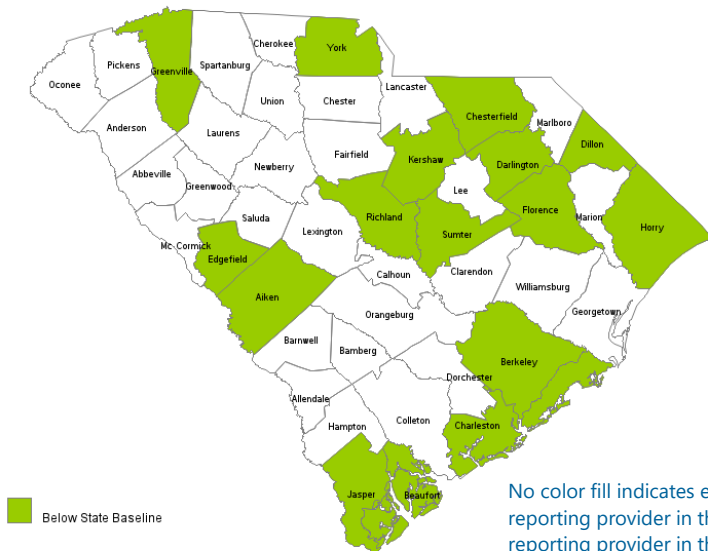 Cherokee
York
Pickens
Spartanburg
Greenville
Oconee
Lancaster
Union
Chester
Chesterfield
Marlboro
Anderson
Laurens
Dillon
Fairfield
Kershaw
Darlington
Newberry
Abbeville
Greenwood
Lee
Richland
Florence
Marion
Saluda
Lexington
Sumter
Horry
Mc Cormick
Edgefield
Calhoun
Clarendon
Aiken
Williamsburg
Orangeburg
Georgetown
Barnwell
Bamberg
Berkeley
Dorchester
Allendale
Colleton
Charleston
Hampton
Jasper
Beaufort
Below State Baseline
No color fill indicates
reporting provider in
reporting provider in